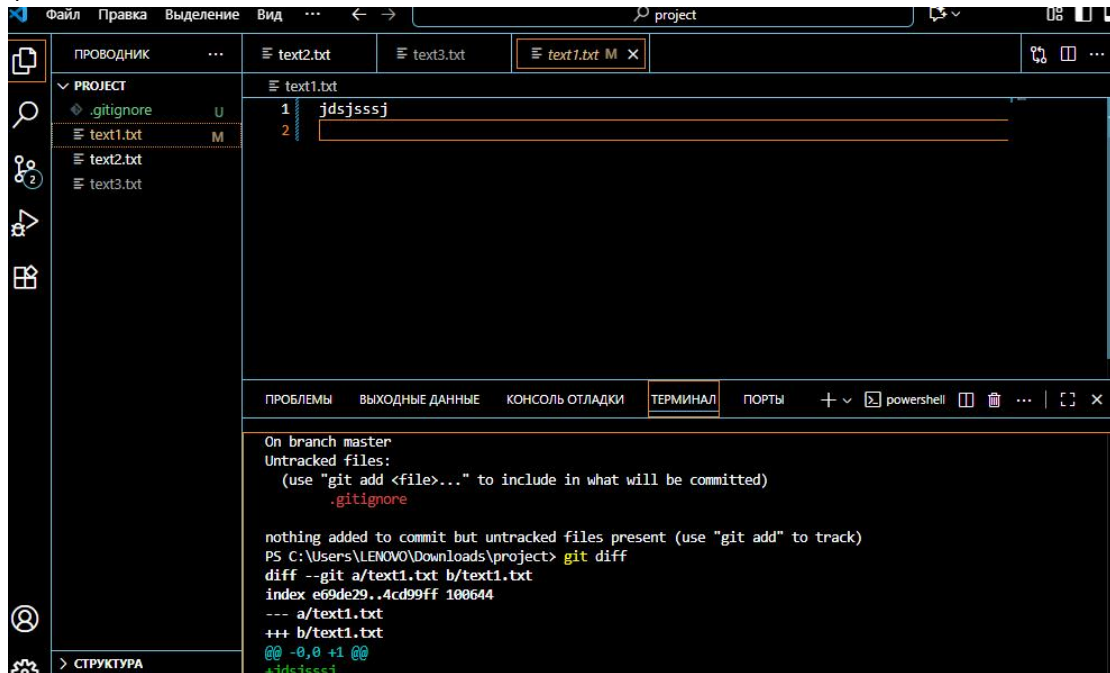 Файл Правка Выделение Вид ··· ← → project
ПРОВОДНИК ···
PROJECT
.gitignore U
text1.txt M
text2.txt
text3.txt
СТРУКТУРА
2
text2.txt text3.txt text1.txt M ×
text1.txt
1 jdsjsssj
2
ПРОБЛЕМЫ ВЫХОДНЫЕ ДАННЫЕ КОНСОЛЬ ОТЛАДКИ ТЕРМИНАЛ ПОРТЫ powershell ···
On branch master
Untracked files:
(use "git add <file>..." to include in what will be committed)
.gitignore
nothing added to commit but untracked files present (use "git add" to track)
PS C:\Users\LENOVO\Downloads\project> git diff
diff --git a/text1.txt b/text1.txt
index e69de29..4cd99ff 100644
--- a/text1.txt
+++ b/text1.txt
@@ -0,0 +1 @@
+jdsjsssj